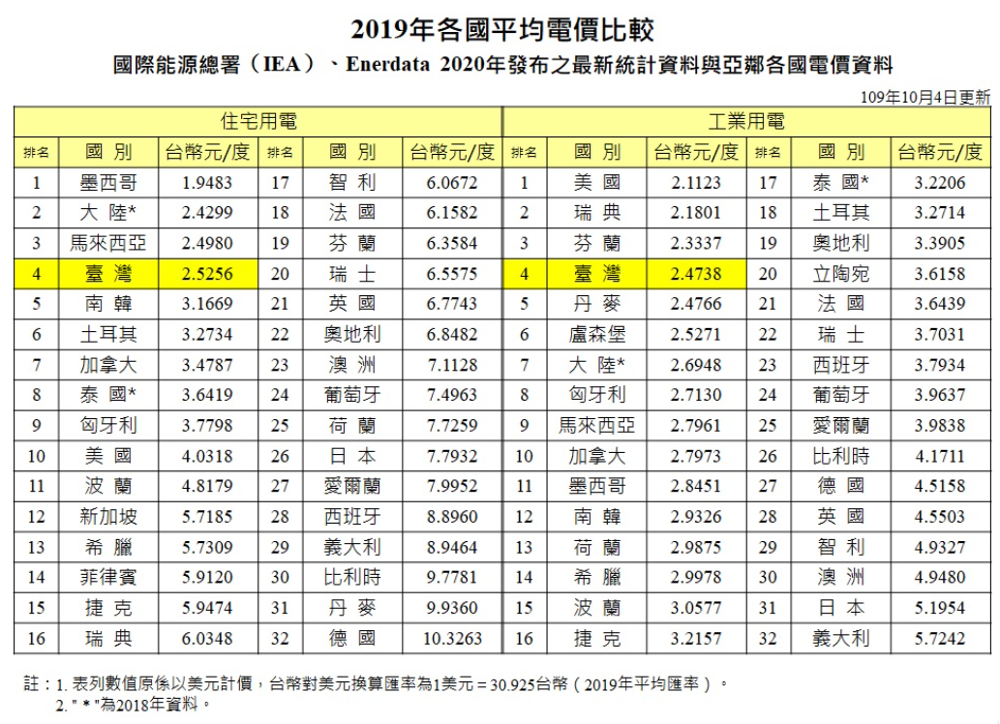 2019年各國平均電價比較
國際能源總署（IEA）、Enerdata 2020年發布之最新統計資料與亞鄰各國電價資料
109年10月4日更新
住宅用電 工業用電
排名 國 別 台幣元/度 排名 國 別 台幣元/度 排名 國 別 台幣元/度 排名 國 別 台幣元/度
1 墨西哥 1.9483 17 智 利 6.0672 1 美 國 2.1123 17 泰 國* 3.2206
2 大 陸* 2.4299 18 法 國 6.1582 2 瑞 典 2.1801 18 土耳其 3.2714
3 馬來西亞 2.4980 19 芬 蘭 6.3584 3 芬 蘭 2.3337 19 奧地利 3.3905
4 臺 灣 2.5256 20 瑞 士 6.5575 4 臺 灣 2.4738 20 立陶宛 3.6158
5 南 韓 3.1669 21 英 國 6.7743 5 丹 麥 2.4766 21 法 國 3.6439
6 土耳其 3.2734 22 奧地利 6.8482 6 盧森堡 2.5271 22 瑞 士 3.7031
7 加拿大 3.4787 23 澳 洲 7.1128 7 大 陸* 2.6948 23 西班牙 3.7934
8 泰 國* 3.6419 24 葡萄牙 7.4963 8 匈牙利 2.7130 24 葡萄牙 3.9637
9 匈牙利 3.7798 25 荷 蘭 7.7259 9 馬來西亞 2.7961 25 愛爾蘭 3.9838
10 美 國 4.0318 26 日 本 7.7932 10 加拿大 2.7973 26 比利時 4.1711
11 波 蘭 4.8179 27 愛爾蘭 7.9952 11 墨西哥 2.8451 27 德 國 4.5158
12 新加坡 5.7185 28 西班牙 8.8960 12 南 韓 2.9326 28 英 國 4.5503
13 希 臘 5.7309 29 義大利 8.9464 13 荷 蘭 2.9875 29 智 利 4.9327
14 菲律賓 5.9120 30 比利時 9.7781 14 希 臘 2.9978 30 澳 洲 4.9480
15 捷 克 5.9474 31 丹 麥 9.9360 15 波 蘭 3.0577 31 日 本 5.1954
16 瑞 典 6.0348 32 德 國 10.3263 16 捷 克 3.2157 32 義大利 5.7242
註：1. 表列數值原係以美元計價，台幣對美元換算匯率為1美元＝30.925台幣（2019年平均匯率）。
2. "＊"為2018年資料。